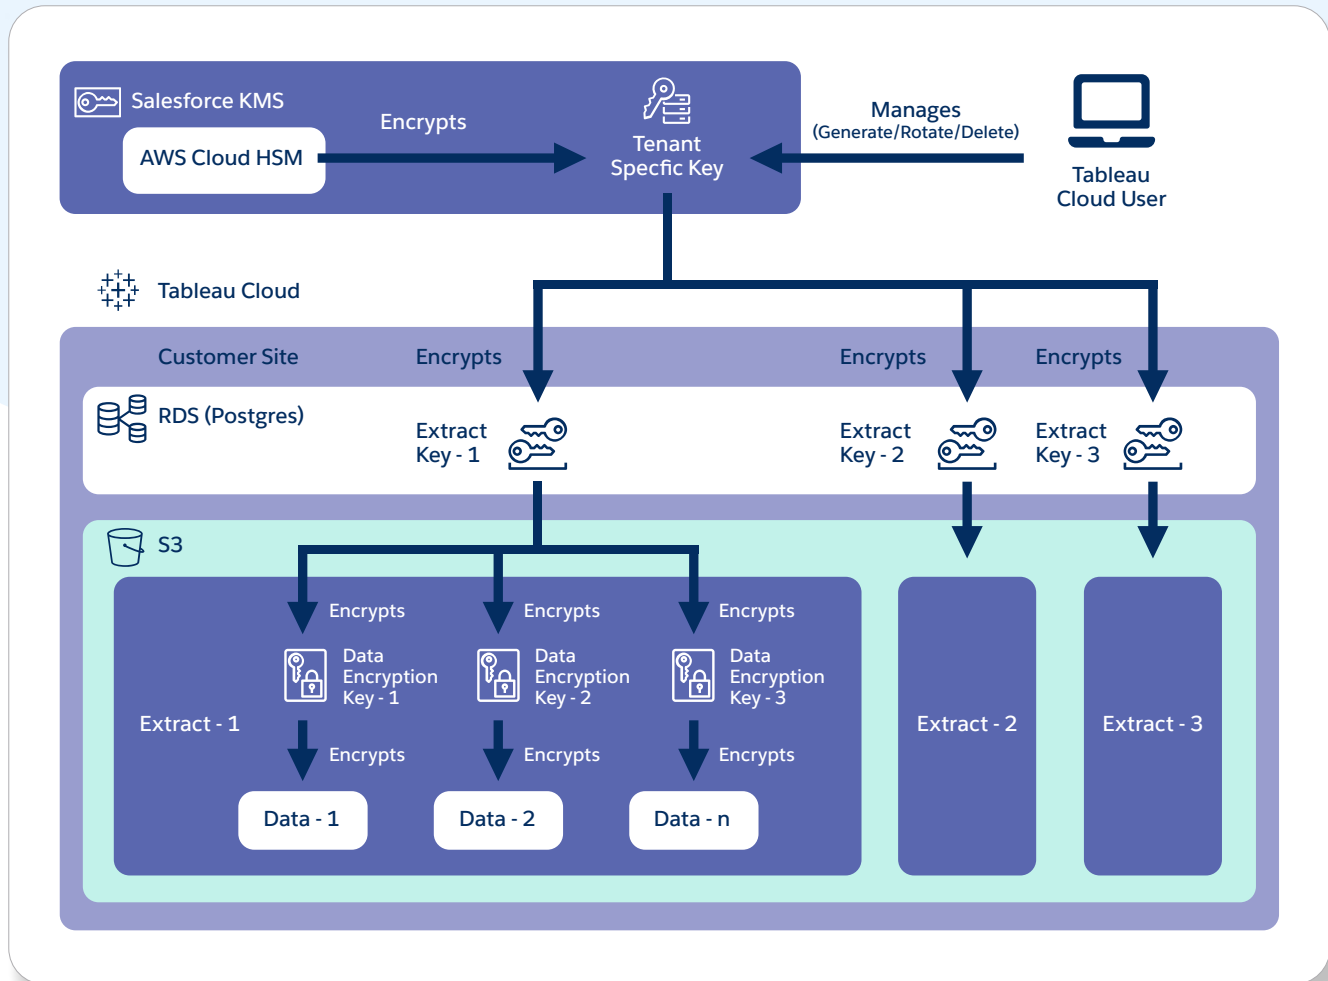 Salesforce KMS
AWS Cloud HSM
Encrypts
Tenant
Specfic Key
Manages
(Generate/Rotate/Delete)
Tableau
Cloud User
Tableau Cloud
Customer Site
Encrypts
Encrypts
Encrypts
RDS (Postgres)
Extract
Key - 1
Extract
Key - 2
Extract
Key - 3
S3
Extract - 1
Encrypts
Encrypts
Encrypts
Data
Encryption
Key - 1
Data
Encryption
Key - 2
Data
Encryption
Key - 3
Encrypts
Encrypts
Encrypts
Data - 1
Data - 2
Data - n
Extract - 2
Extract - 3